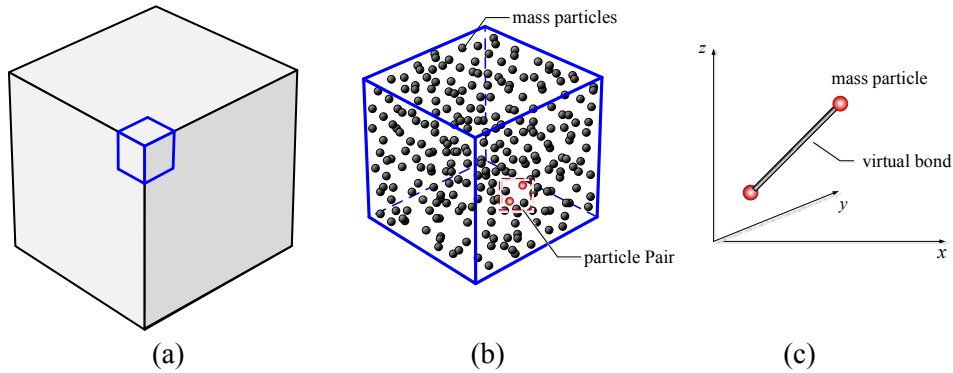 mass particles
particle Pair
z
mass particle
virtual bond
y
x
(a)
(b)
(c)